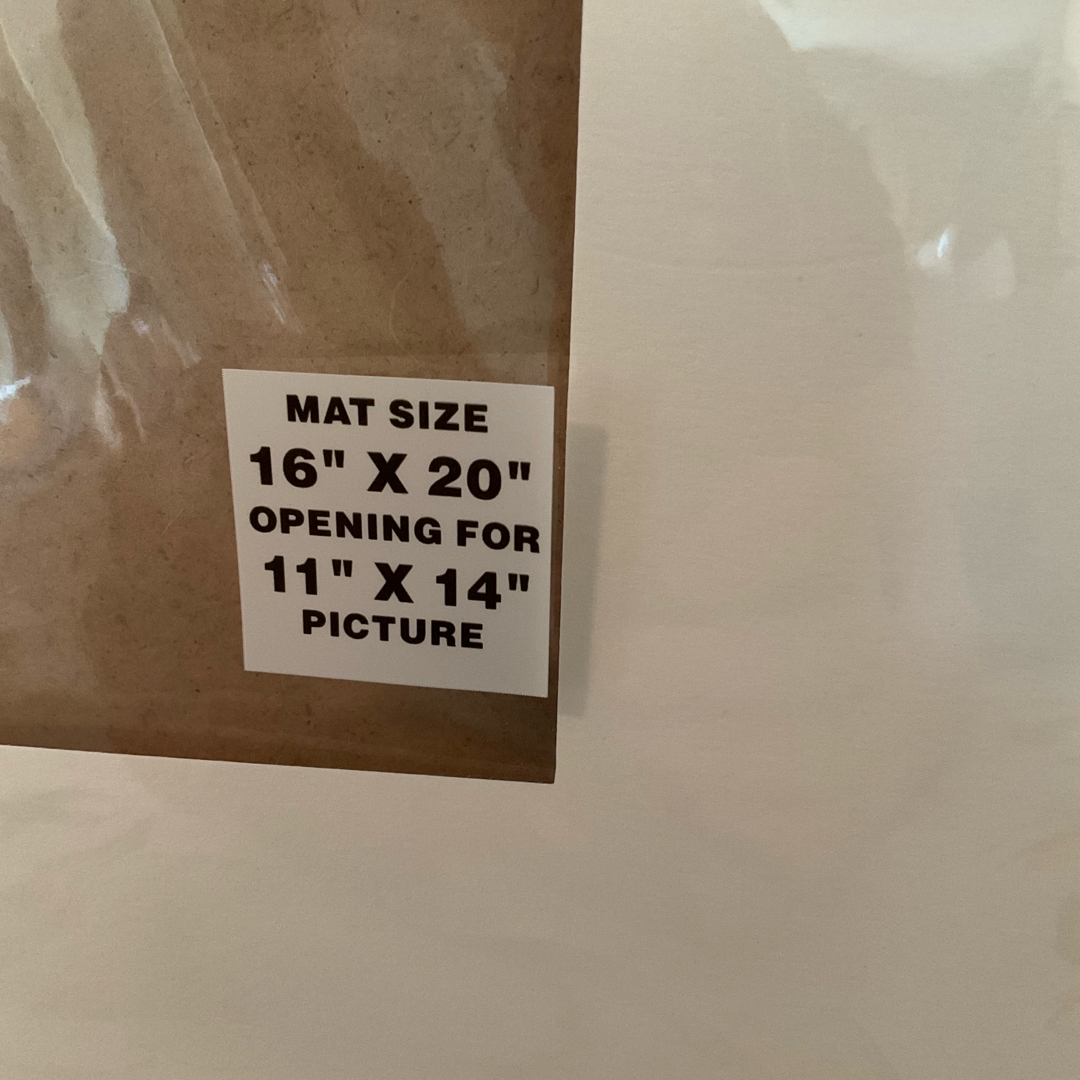 MAT SIZE
16" X 20"
OPENING FOR
11" X 14"
PICTURE